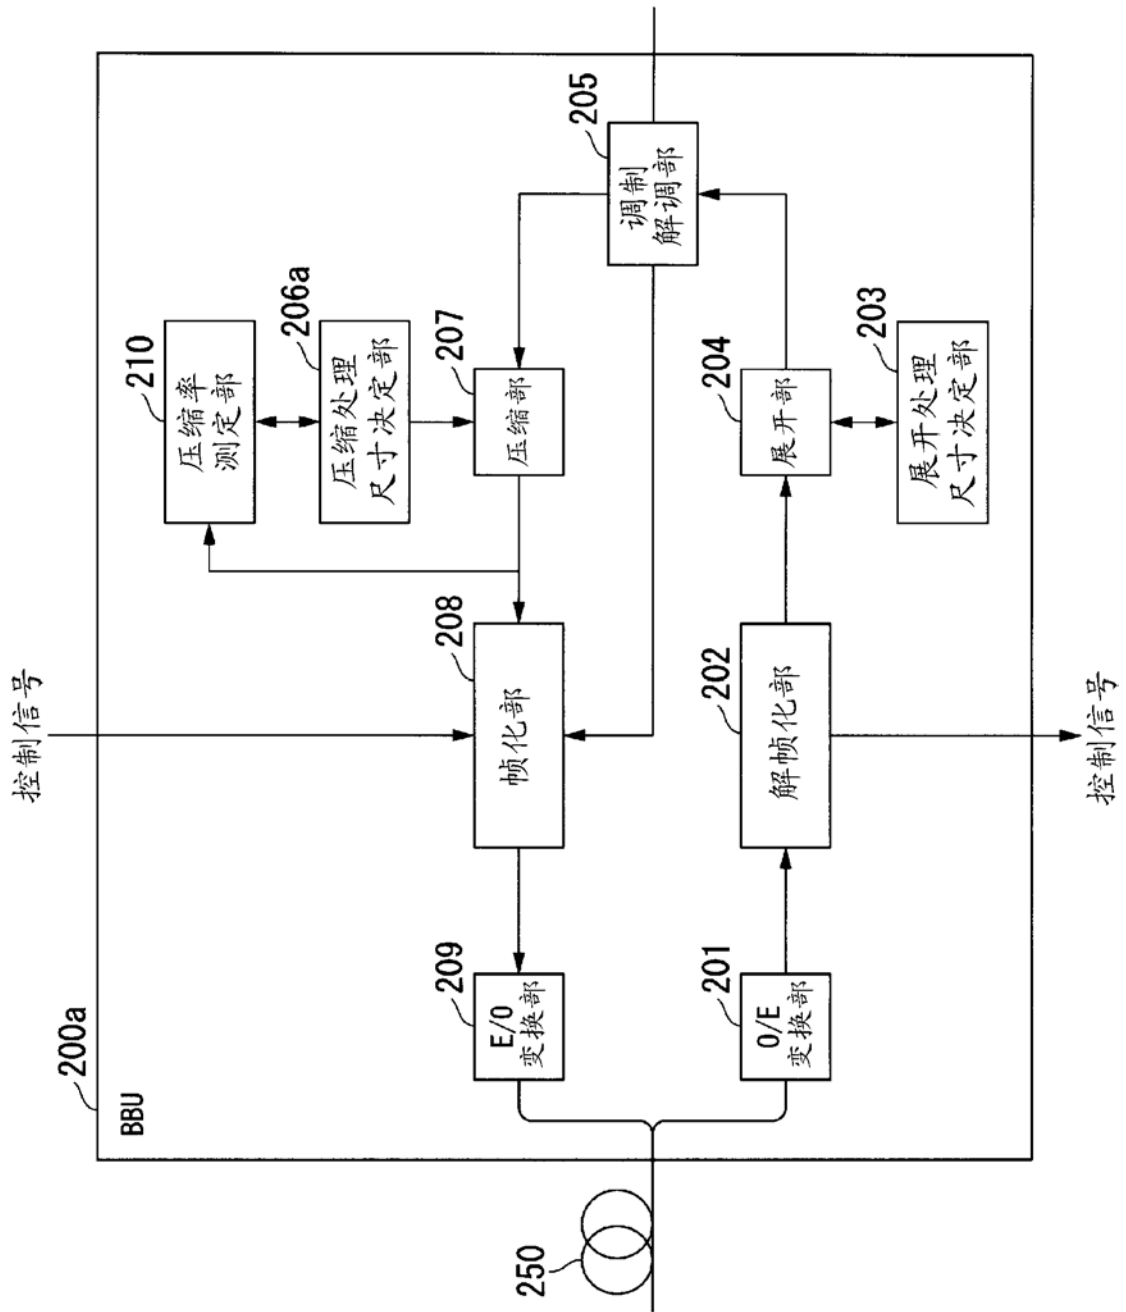 200a
BBU
控制信号
210
压缩率
测定部
206a
压缩处理
尺寸决定部
207
压缩部
205
调制
解调部
208
帧化部
209
E/O
变换部
250
201
O/E
变换部
202
解帧化部
204
展开部
203
展开处理
尺寸决定部
控制信号